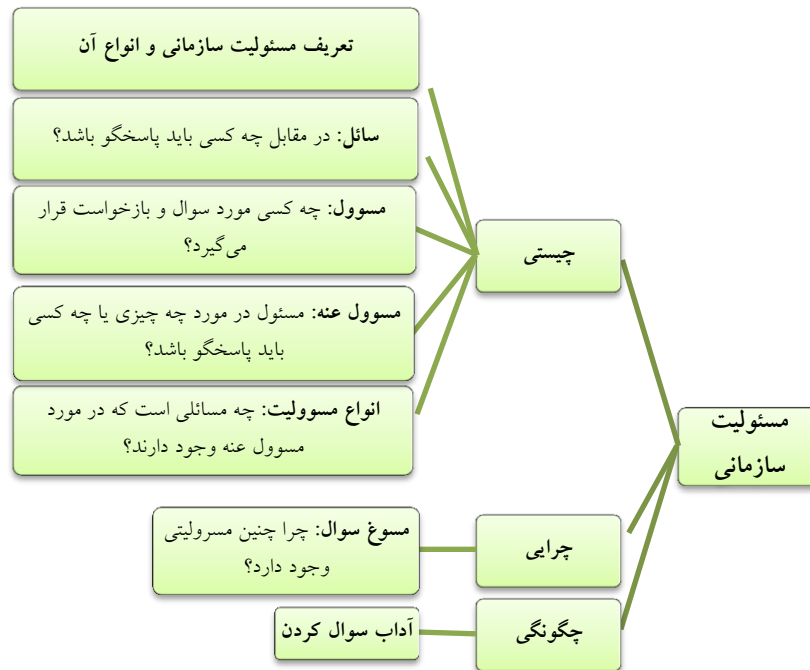 مسئولیت
سازمانی
چیستی
تعریف مسئولیت سازمانی و انواع آن
سائل: در مقابل چه کسی باید پاسخگو باشد؟
مسوول: چه کسی مورد سوال و بازخواست قرار
می‌گیرد؟
مسوول عنه: مسئول در مورد چه چیزی یا چه کسی
باید پاسخگو باشد؟
انواع مسوولیت: چه مسائلی است که در مورد
مسوول عنه وجود دارند؟
چرایی
مسوغ سوال: چرا چنین مسرولیتی
وجود دارد؟
چگونگی
آداب سوال کردن